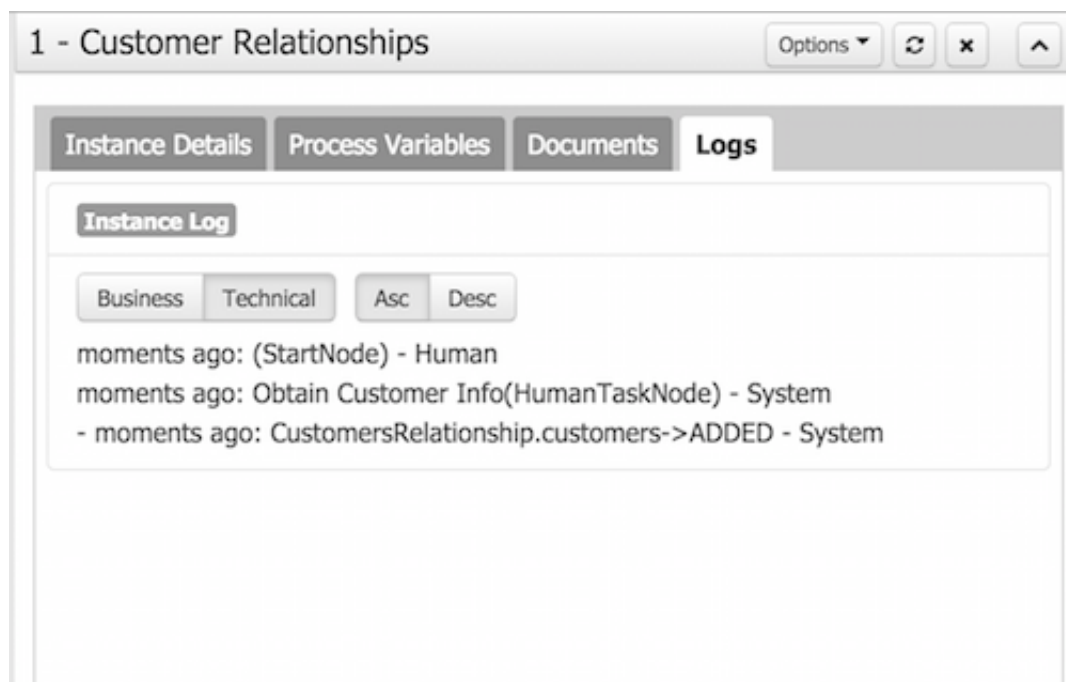 1 - Customer Relationships Options
Instance Details Process Variables Documents Logs
Instance Log
Business Technical Asc Desc
moments ago: (StartNode) - Human
moments ago: Obtain Customer Info(HumanTaskNode) - System
- moments ago: CustomersRelationship.customers->ADDED - System